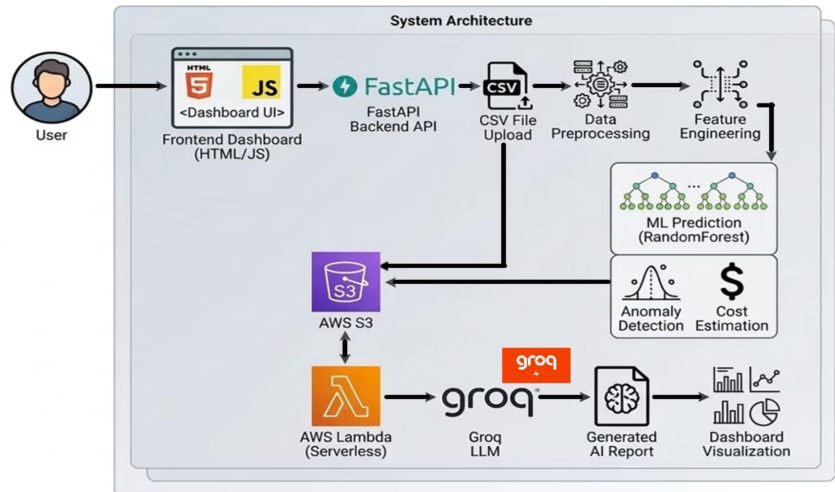 System Architecture
HTML
5
JS
<Dashboard UI>
User
Frontend Dashboard
(HTML/JS)
FastAPI
FastAPI
Backend API
CSV
CSV File
Upload
Data
Preprocessing
Feature
Engineering
...
ML Prediction
(RandomForest)
Anomaly
Detection
$
Cost
Estimation
S3
AWS S3
AWS Lambda
(Serverless)
groq
+
groq
Groq
LLM
Generated
AI Report
Dashboard
Visualization